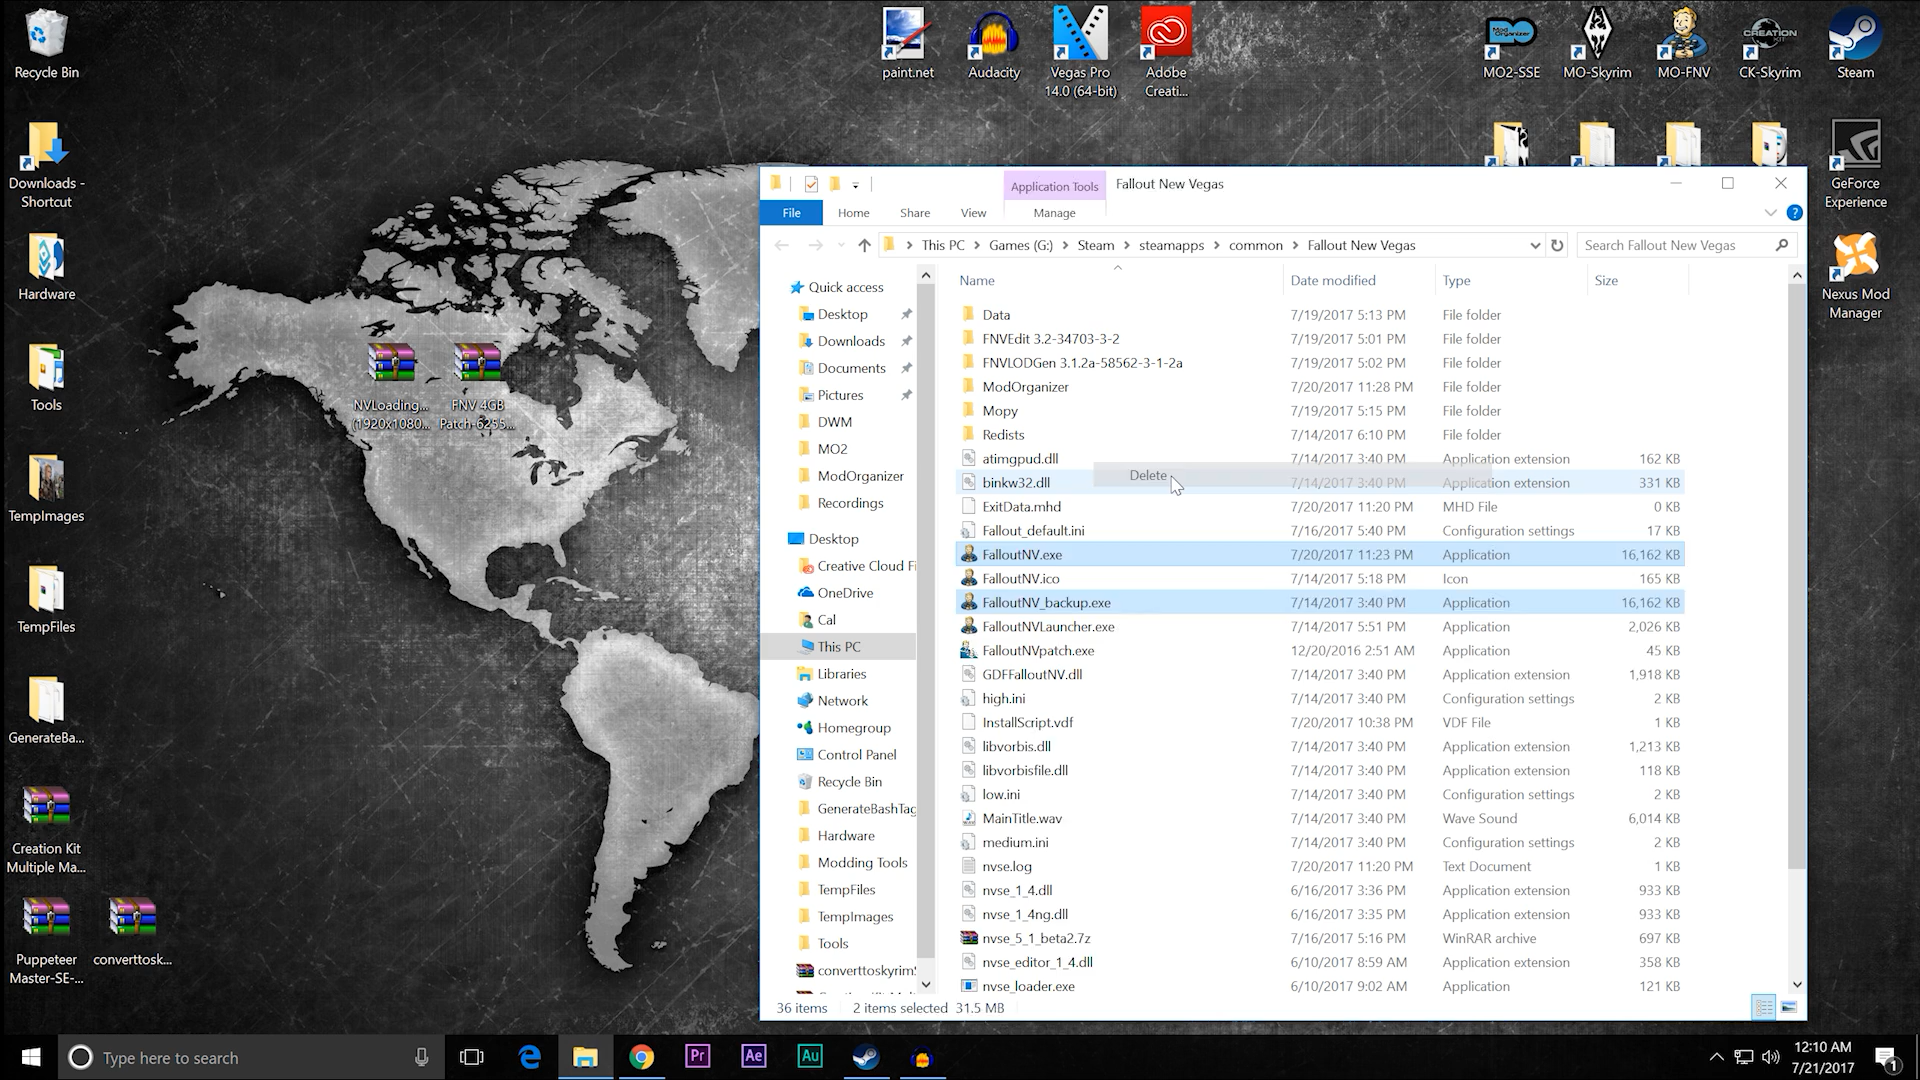 Recycle Bin
Downloads -
Shortcut
Hardware
Tools
TempImages
TempFiles
GenerateBa...
Creation Kit
Multiple Ma...
Puppeteer
Master-SE-...
converttosk...
NVLoading...
(1920x1080...
FNV 4GB
Patch-6255...
paint.net
Audacity
Vegas Pro
14.0 (64-bit)
Adobe
Creati...
MO2-SSE
MO-Skyrim
MO-FNV
CK-Skyrim
Steam
GeForce
Experience
Nexus Mod
Manager
Application Tools
Fallout New Vegas
File
Home
Share
View
Manage
This PC
Games (G:)
Steam
steamapps
common
Fallout New Vegas
Search Fallout New Vegas
Quick access
Desktop
Downloads
Documents
Pictures
DWM
MO2
ModOrganizer
Recordings
Desktop
Creative Cloud Fi
OneDrive
Cal
This PC
Libraries
Network
Homegroup
Control Panel
Recycle Bin
GenerateBashTag
Hardware
Modding Tools
TempFiles
TempImages
Tools
Name Date modified Type Size
Data 7/19/2017 5:13 PM File folder
FNVEdit 3.2-34703-3-2 7/19/2017 5:01 PM File folder
FNVLODGen 3.1.2a-58562-3-1-2a 7/19/2017 5:02 PM File folder
ModOrganizer 7/20/2017 11:28 PM File folder
Mopy 7/19/2017 5:15 PM File folder
Redists 7/14/2017 6:10 PM File folder
atimgpud.dll 7/14/2017 3:40 PM Application extension 162 KB
Delete
binkw32.dll 7/14/2017 3:40 PM Application extension 331 KB
ExitData.mhd 7/20/2017 11:20 PM MHD File 0 KB
Fallout_default.ini 7/16/2017 5:40 PM Configuration settings 17 KB
FalloutNV.exe 7/20/2017 11:23 PM Application 16,162 KB
FalloutNV.ico 7/14/2017 5:18 PM Icon 165 KB
FalloutNV_backup.exe 7/14/2017 3:40 PM Application 16,162 KB
FalloutNVLauncher.exe 7/14/2017 5:51 PM Application 2,026 KB
FalloutNVpatch.exe 12/20/2016 2:51 AM Application 45 KB
GDFFalloutNV.dll 7/14/2017 3:40 PM Application extension 1,918 KB
high.ini 7/14/2017 3:40 PM Configuration settings 2 KB
InstallScript.vdf 7/20/2017 10:38 PM VDF File 1 KB
libvorbis.dll 7/14/2017 3:40 PM Application extension 1,213 KB
libvorbisfile.dll 7/14/2017 3:40 PM Application extension 118 KB
low.ini 7/14/2017 3:40 PM Configuration settings 2 KB
MainTitle.wav 7/14/2017 3:40 PM Wave Sound 6,014 KB
medium.ini 7/14/2017 3:40 PM Configuration settings 2 KB
nvse.log 7/20/2017 11:20 PM Text Document 1 KB
nvse_1_4.dll 6/16/2017 3:36 PM Application extension 933 KB
nvse_1_4ng.dll 6/16/2017 3:35 PM Application extension 933 KB
nvse_5_1_beta2.7z 7/16/2017 5:16 PM WinRAR archive 697 KB
nvse_editor_1_4.dll 6/10/2017 8:59 AM Application extension 358 KB
nvse_loader.exe 6/10/2017 9:02 AM Application 121 KB
36 items 2 items selected 31.5 MB
Type here to search
Pr
Ae
Au
12:10 AM
7/21/2017
1